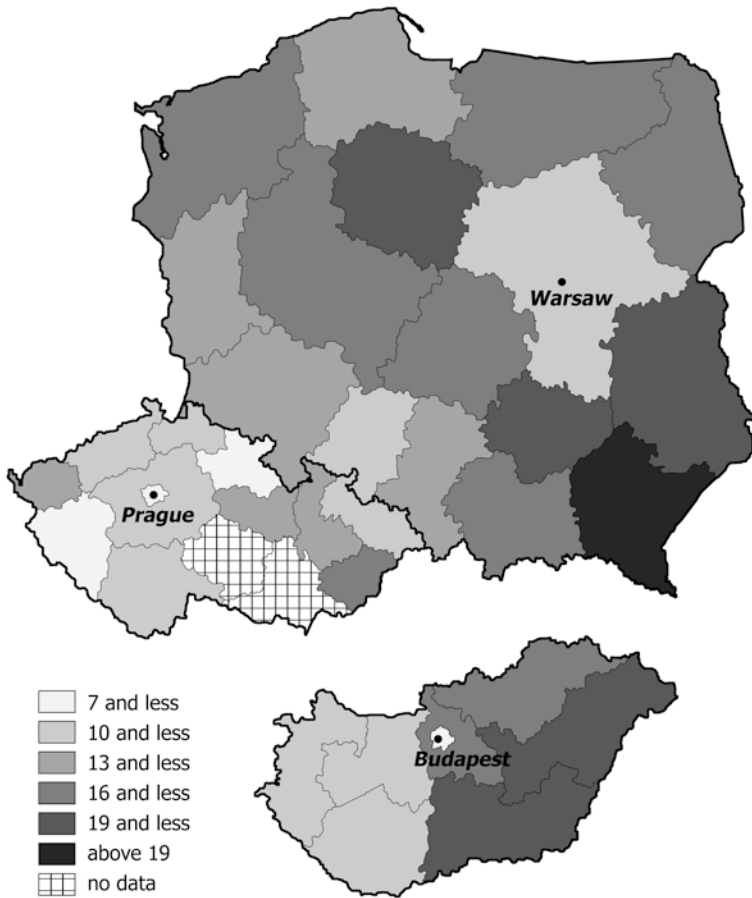 Warsaw
Prague
Budapest
7 and less
10 and less
13 and less
16 and less
19 and less
above 19
no data